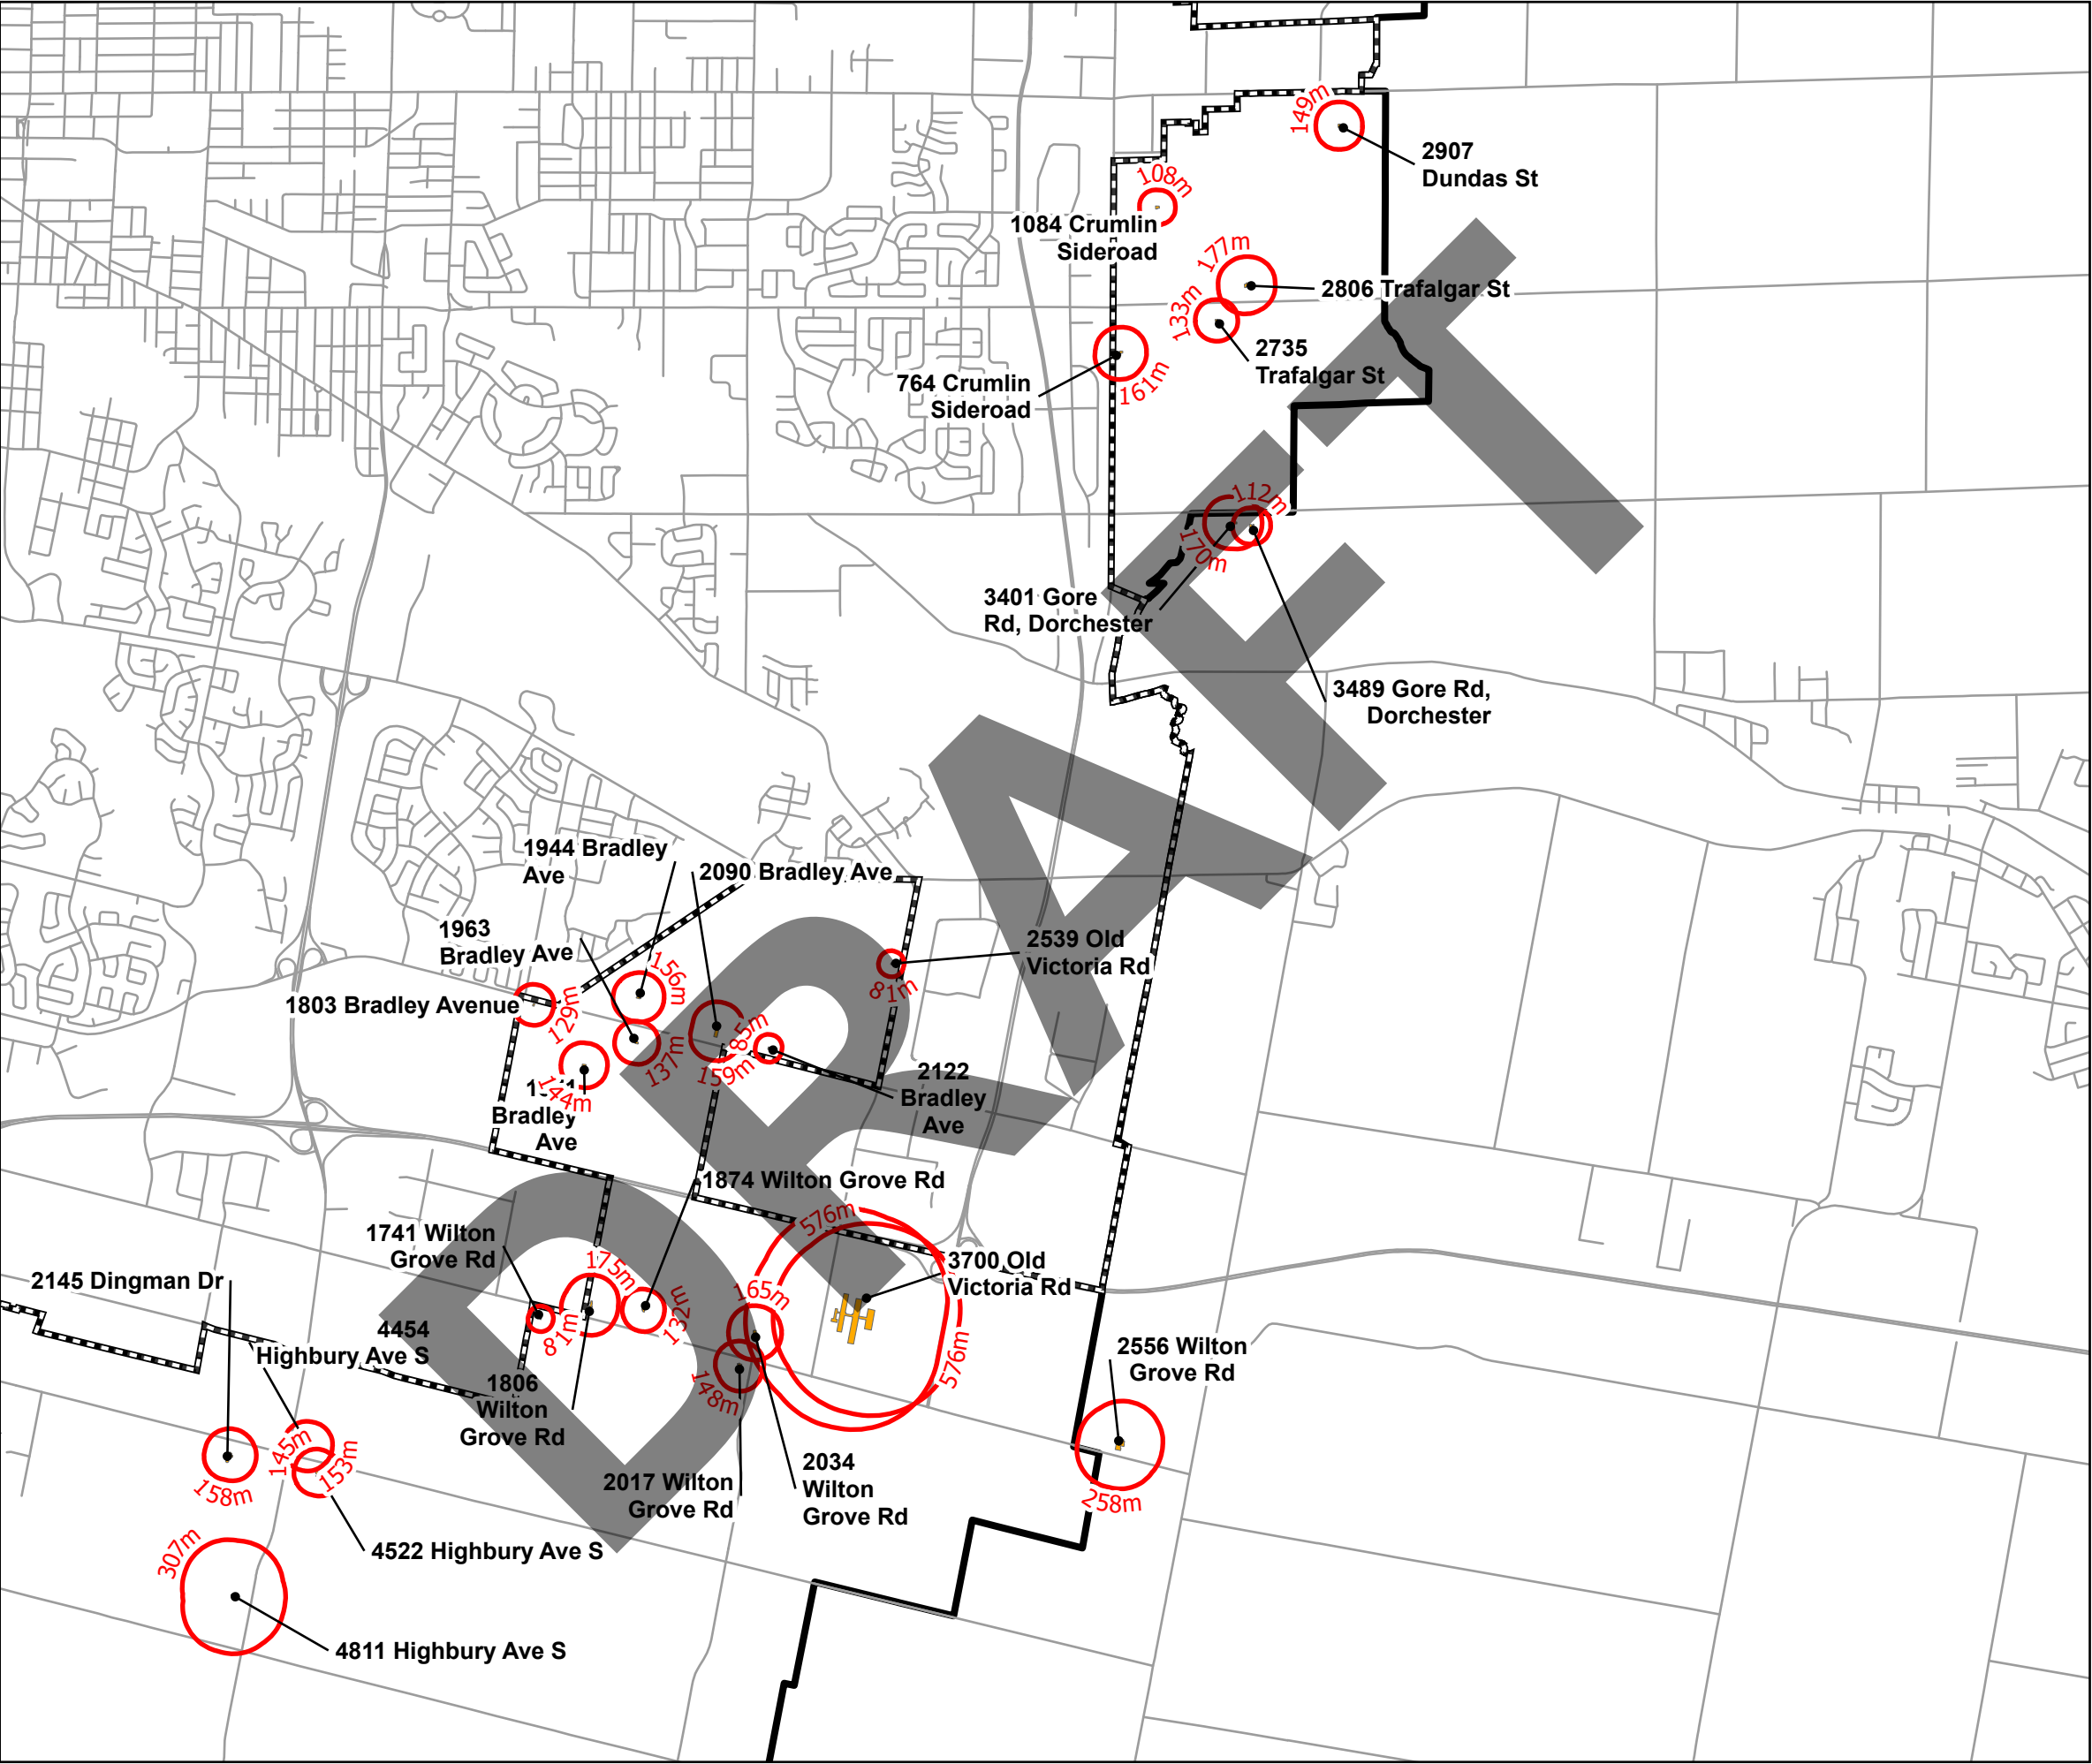 149m
2907
Dundas St
108m
1084 Crumlin
Sideroad
177m
2806 Trafalgar St
133m
2735
Trafalgar St
764 Crumlin
Sideroad
161m
112m
170m
3401 Gore
Rd, Dorchester
3489 Gore Rd,
Dorchester
1944 Bradley
Ave
2090 Bradley Ave
1963
Bradley Ave
2539 Old
Victoria Rd
81m
156m
1803 Bradley Avenue
129m
137m
85m
159m
144m
Bradley
Ave
2122
Bradley
Ave
1874 Wilton Grove Rd
576m
1741 Wilton
Grove Rd
175m
3700 Old
Victoria Rd
2145 Dingman Dr
165m
132m
81m
4454
Highbury Ave S
576m
2556 Wilton
Grove Rd
1806
Wilton
Grove Rd
148m
145m
153m
158m
2017 Wilton
Grove Rd
2034
Wilton
Grove Rd
258m
307m
4522 Highbury Ave S
4811 Highbury Ave S
DRAFT